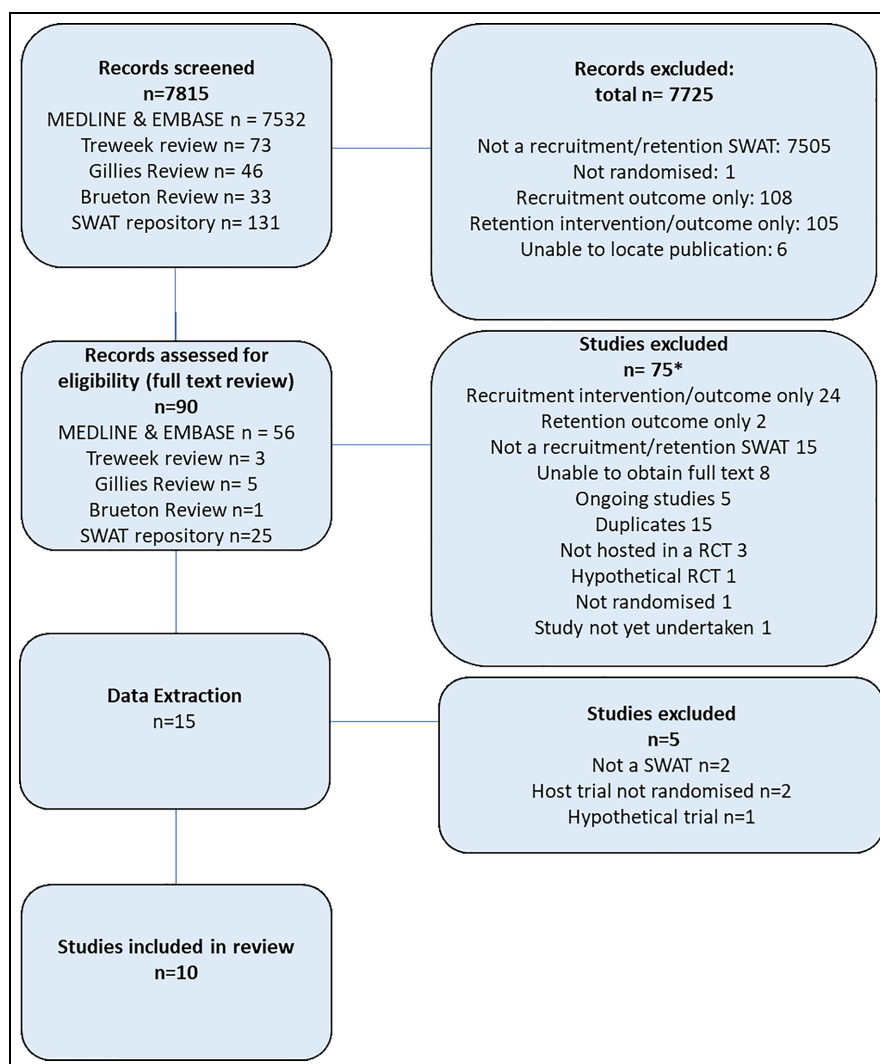 Records screened
n=7815
MEDLINE & EMBASE n = 7532
Treweek review n= 73
Gillies Review n= 46
Brueton Review n= 33
SWAT repository n= 131
Records excluded:
total n= 7725
Not a recruitment/retention SWAT: 7505
Not randomised: 1
Recruitment outcome only: 108
Retention intervention/outcome only: 105
Unable to locate publication: 6
Records assessed for
eligibility (full text review)
n=90
MEDLINE & EMBASE n = 56
Treweek review n= 3
Gillies Review n= 5
Brueton Review n=1
SWAT repository n=25
Studies excluded
n= 75*
Recruitment intervention/outcome only 24
Retention outcome only 2
Not a recruitment/retention SWAT 15
Unable to obtain full text 8
Ongoing studies 5
Duplicates 15
Not hosted in a RCT 3
Hypothetical RCT 1
Not randomised 1
Study not yet undertaken 1
Data Extraction
n=15
Studies excluded
n=5
Not a SWAT n=2
Host trial not randomised n=2
Hypothetical trial n=1
Studies included in review
n=10